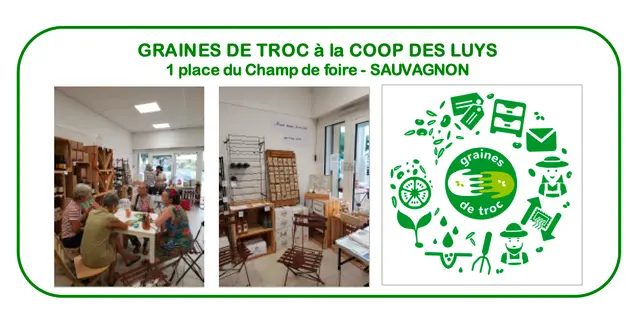 GRAINES DE TROC à la COOP DES LUYS
1 place du Champ de foire - SAUVAGNON
graines
de troc